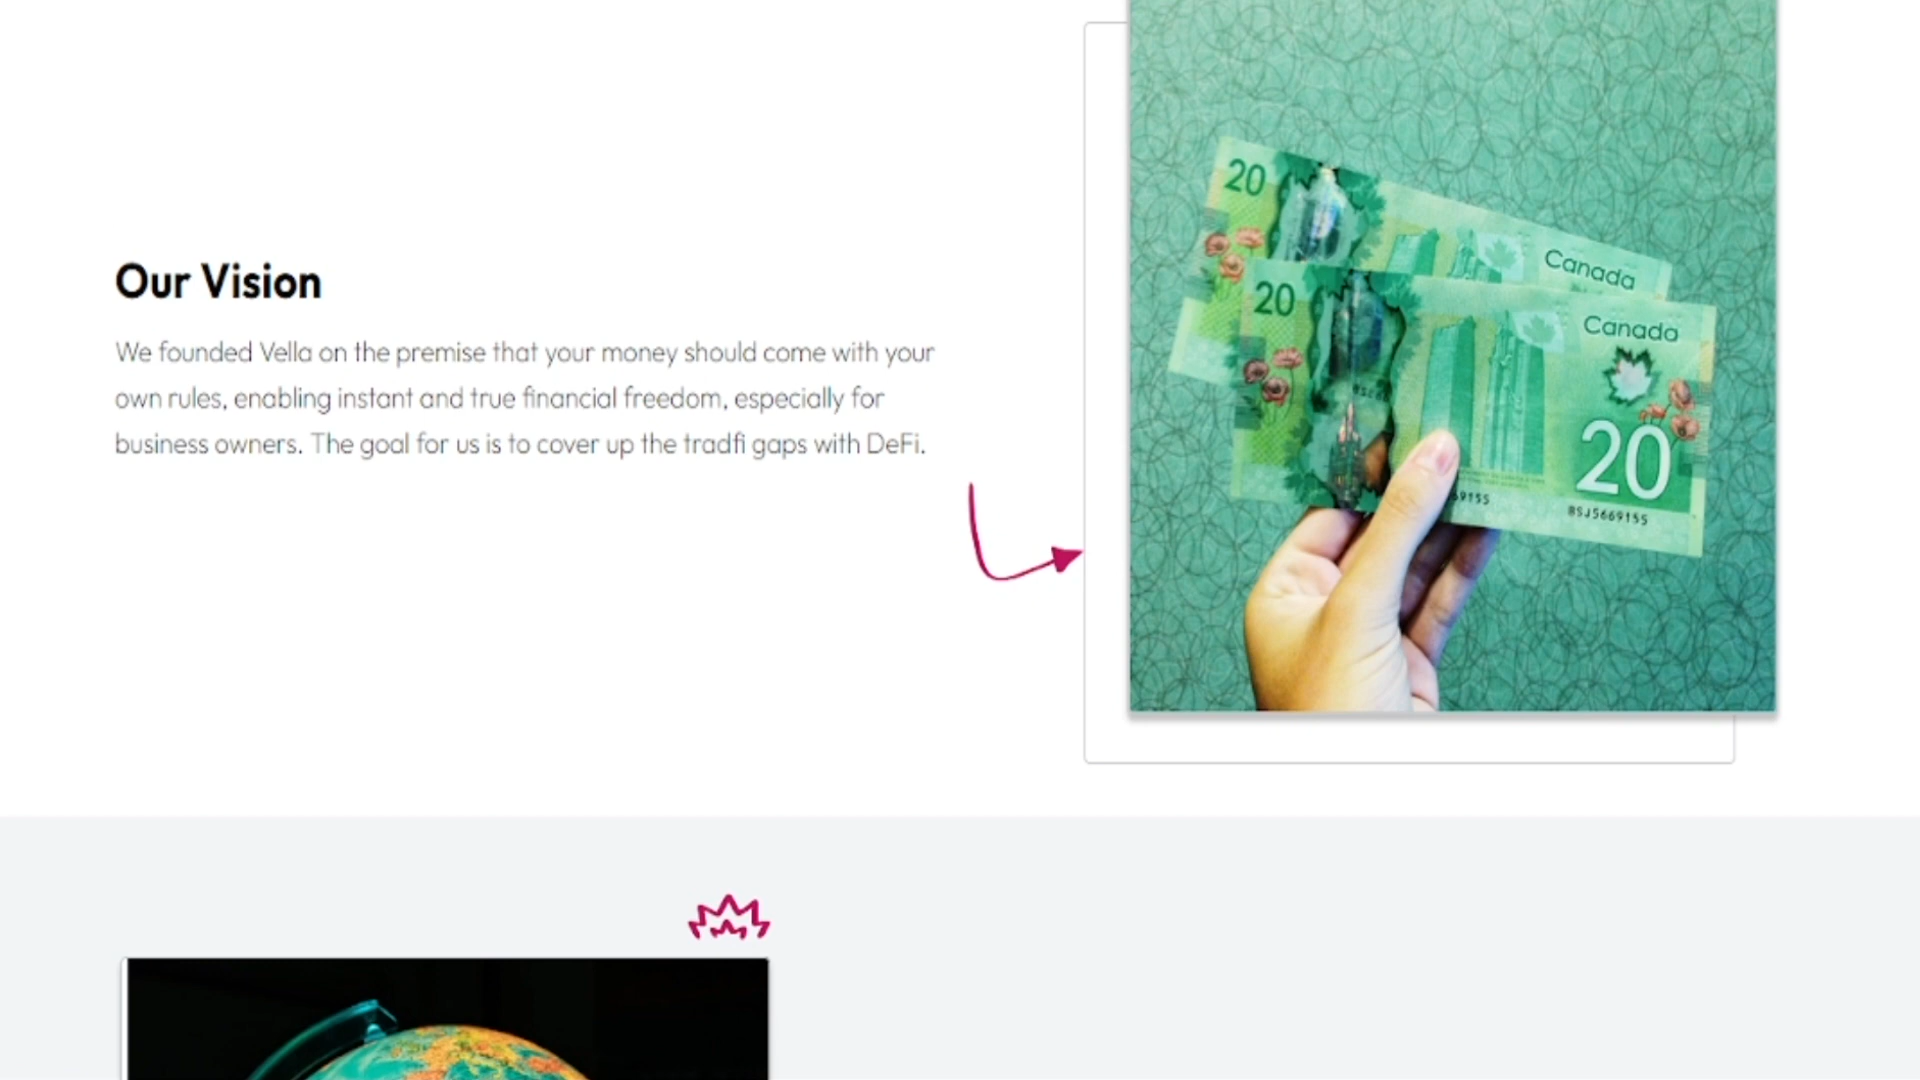 Our Vision
We founded Vella on the premise that your money should come with your
own rules, enabling instant and true financial freedom, especially for
business owners. The goal for us is to cover up the tradfi gaps with DeFi.
20
Canada
20
Canada
20
69155
BSJ5669155